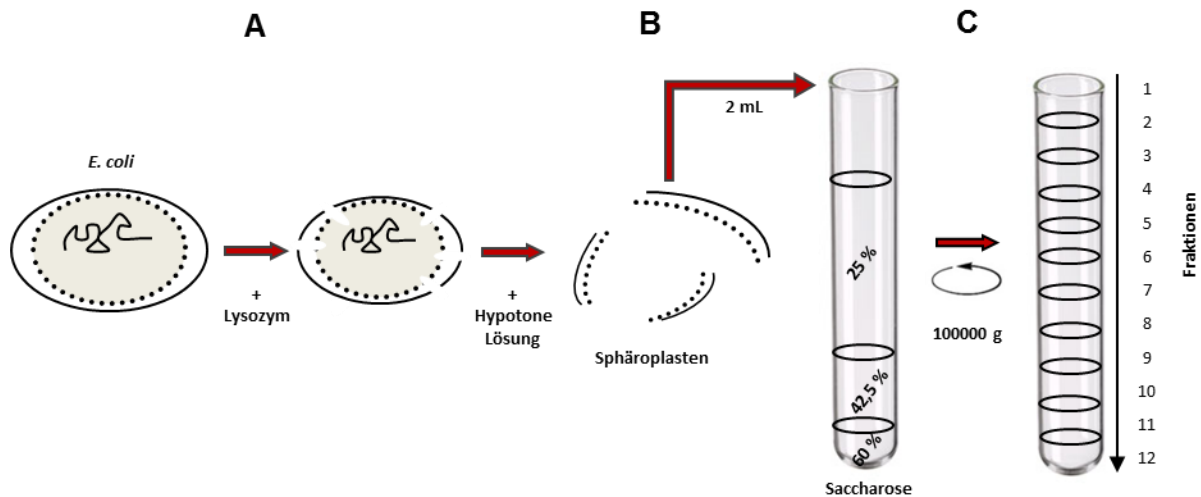 A
B
C
E. coli
+
Lysozym
+
Hypotone
Lösung
Sphäroplasten
2 mL
25 %
42,5 %
60 %
Saccharose
100000 g
1
2
3
4
5
6
7
8
9
10
11
12
Fraktionen